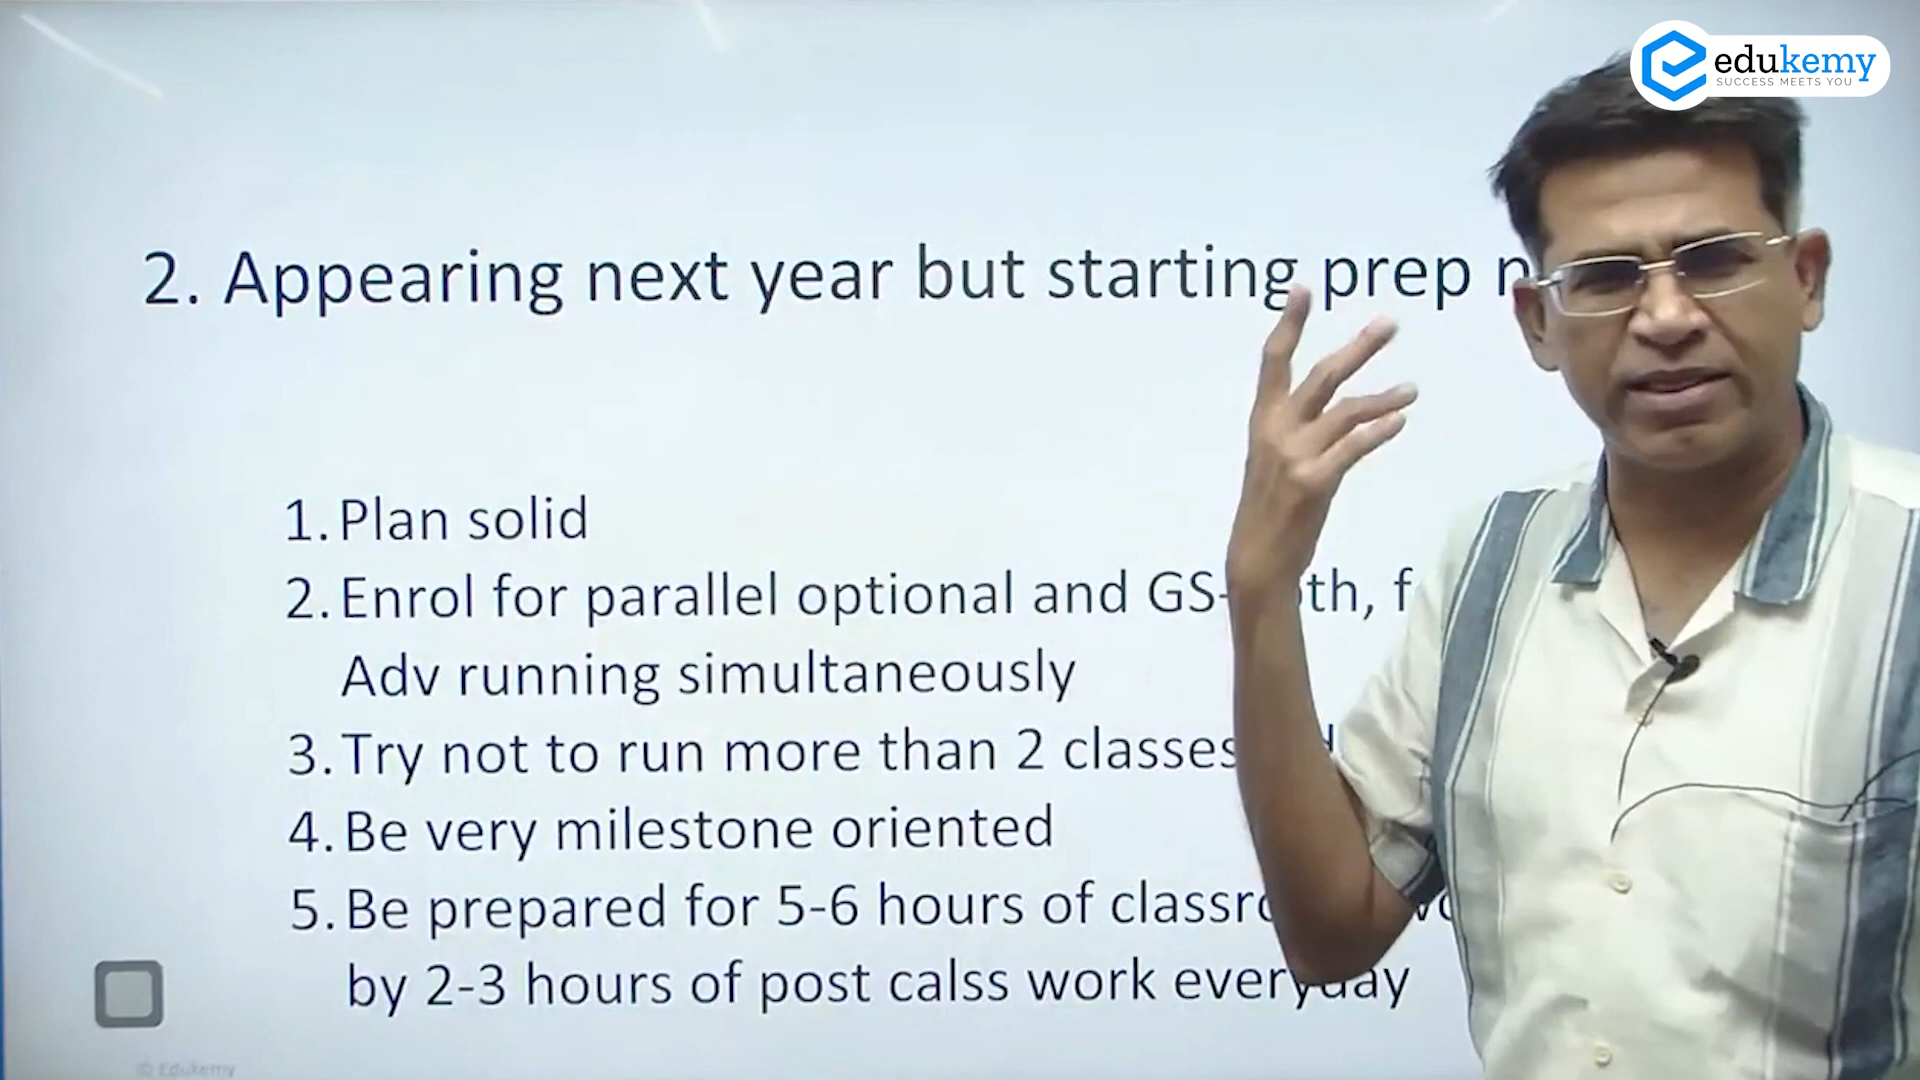 edukemy
SUCCESS MEETS YOU
2. Appearing next year but starting prep
1. Plan solid
2. Enrol for parallel optional and GS-
Adv running simultaneously
3. Try not to run more than 2 classes
4. Be very milestone oriented
5. Be prepared for 5-6 hours of
by 2-3 hours of post calss work everyday
© Edukemy